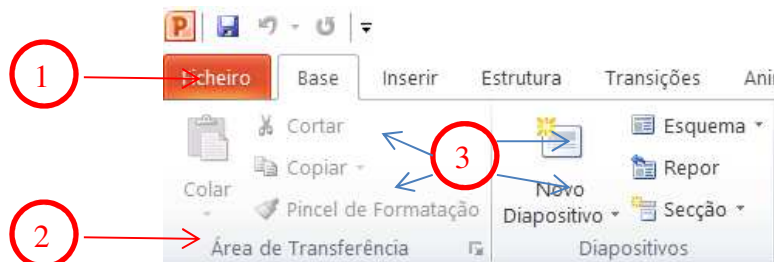 P
1
Ficheiro Base Inserir Estrutura Transições Ani
Cortar
Copiar
Pincel de Formatação
Colar
3
Novo
Diapositivo
Esquema
Repor
Secção
2
Área de Transferência
Diapositivos